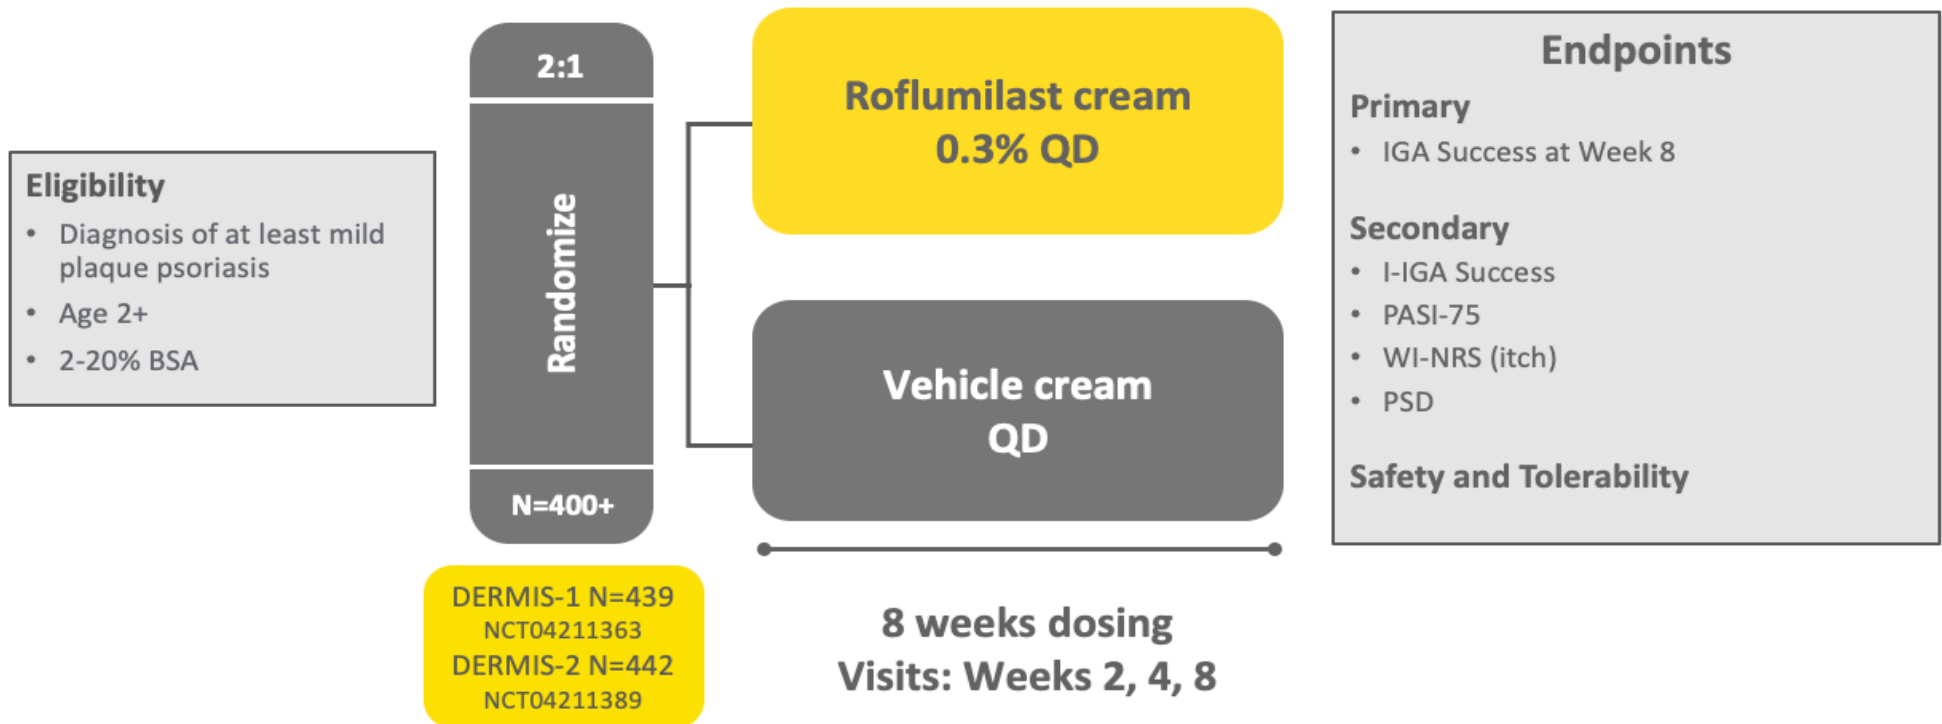 Eligibility
• Diagnosis of at least mild
plaque psoriasis
• Age 2+
• 2-20% BSA
2:1
Randomize
N=400+
DERMIS-1 N=439
NCT04211363
DERMIS-2 N=442
NCT04211389
Roflumilast cream
0.3% QD
Vehicle cream
QD
8 weeks dosing
Visits: Weeks 2, 4, 8
Endpoints
Primary
• IGA Success at Week 8
Secondary
• I-IGA Success
• PASI-75
• WI-NRS (itch)
• PSD
Safety and Tolerability